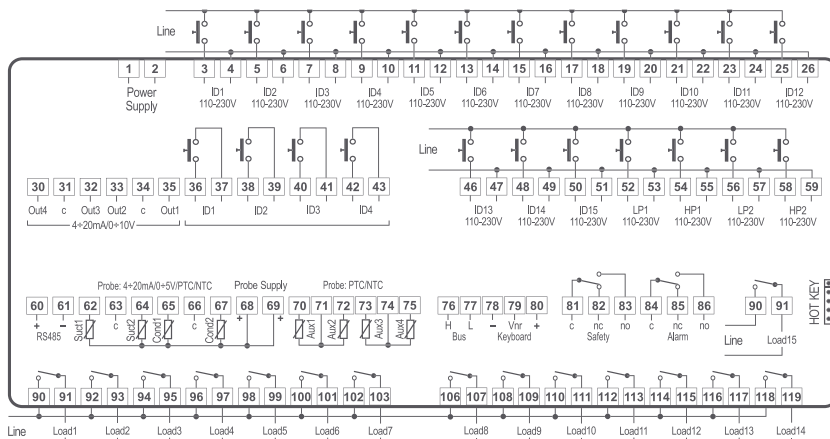 Line
1 2 3 4 5 6 7 8 9 10 11 12 13 14 15 16 17 18 19 20 21 22 23 24 25 26
Power Supply
ID1 ID2 ID3 ID4 ID5 ID6 ID7 ID8 ID9 ID10 ID11 ID12
110-230V 110-230V 110-230V 110-230V 110-230V 110-230V 110-230V 110-230V 110-230V 110-230V 110-230V 110-230V
Line
30 31 32 33 34 35 36 37 38 39 40 41 42 43 46 47 48 49 50 51 52 53 54 55 56 57 58 59
Out4 c Out3 Out2 c Out1 ID1 ID2 ID3 ID4 ID13 ID14 ID15 LP1 HP1 LP2 HP2
4÷20mA/0÷10V 110-230V 110-230V 110-230V 110-230V 110-230V 110-230V 110-230V
Probe: 4÷20mA/0÷5V/PTC/NTC Probe Supply Probe: PTC/NTC
60 61 62 63 64 65 66 67 68 69 70 71 72 73 74 75 76 77 78 79 80 81 82 83 84 85 86 90 91
+ − Suct1 c Suct2 Cond1 c Cond2 + + Aux1 Aux2 Aux3 Aux4 H L − Vnr + c nc no c nc no
RS485 Bus Keyboard Safety Alarm Line Load15
HOT KEY
90 91 92 93 94 95 96 97 98 99 100 101 102 103 106 107 108 109 110 111 112 113 114 115 116 117 118 119
Line Load1 Load2 Load3 Load4 Load5 Load6 Load7 Load8 Load9 Load10 Load11 Load12 Load13 Load14